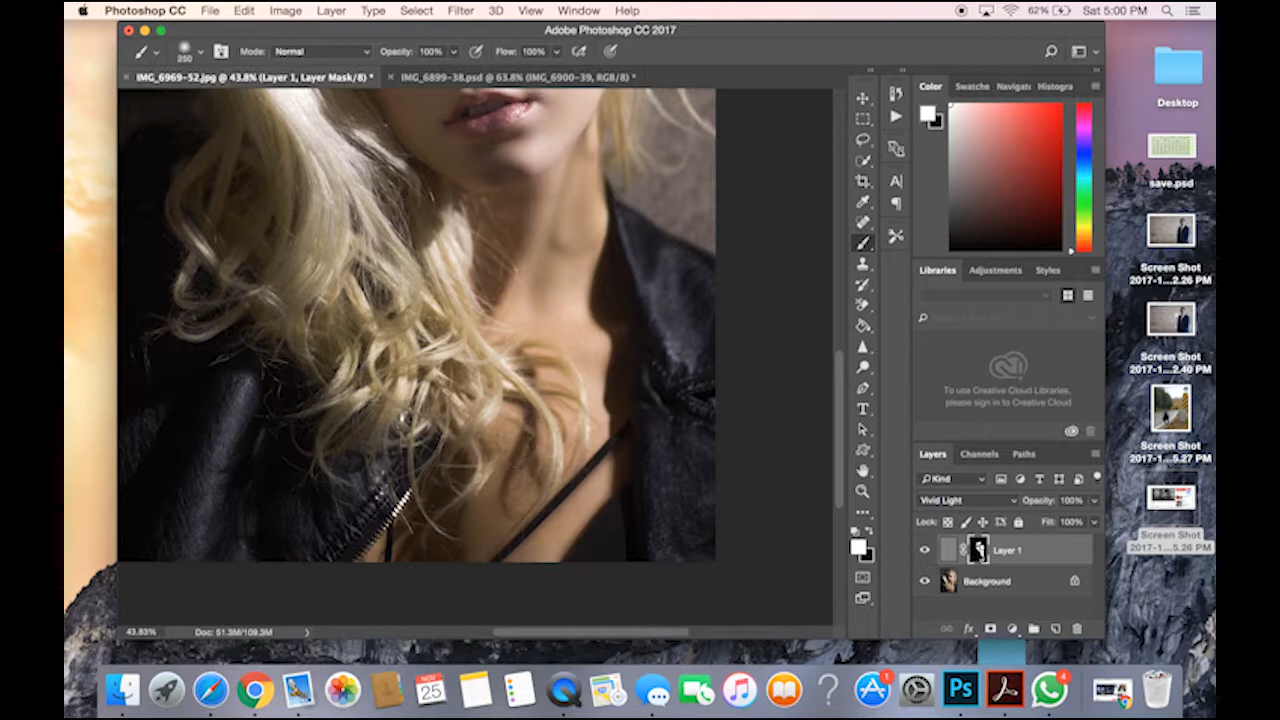 Photoshop CC File Edit Image Layer Type Select Filter 3D View Window Help 62% Sat 5:00 PM
Adobe Photoshop CC 2017
250 Mode: Normal Opacity: 100% Flow: 100%
IMG_6969-52.jpg @ 43.8% (Layer 1, Layer Mask/8) * IMG_6899-38.psd @ 63.8% (IMG_6900-39, RGB/8) *
Color Swatche Navigat Histogra
Desktop
save.psd
Screen Shot
2017-1...2.26 PM
Libraries Adjustments Styles
Screen Shot
2017-1...2.40 PM
To use Creative Cloud Libraries,
please sign in to Creative Cloud
Screen Shot
2017-1...5.27 PM
Layers Channels Paths
Kind
Vivid Light Opacity: 100%
Lock: Fill: 100%
Screen Shot
2017-1...5.26 PM
Layer 1
Background
43.83% Doc: 51.3M/109.3M
fx
NOV
25
1
Ps
4